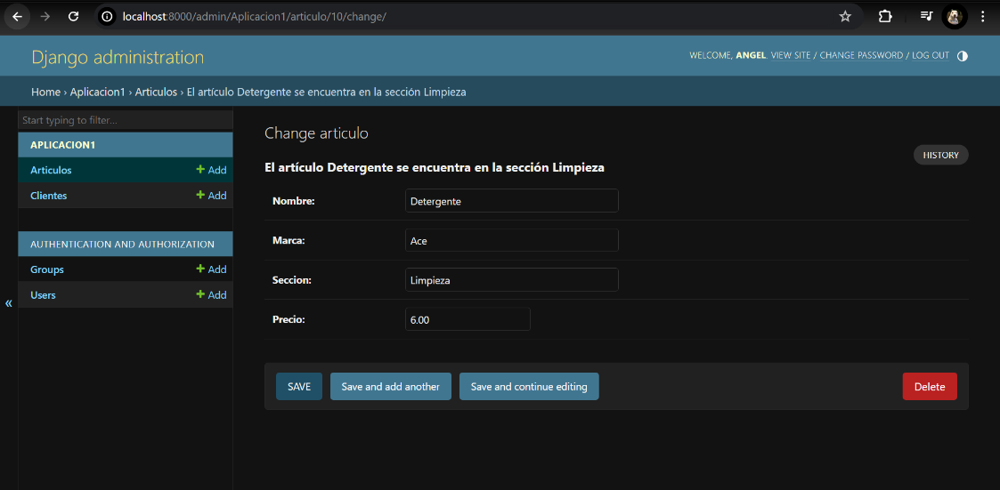 localhost:8000/admin/Aplicacion1/articulo/10/change/
Django administration
WELCOME, ANGEL. VIEW SITE / CHANGE PASSWORD / LOG OUT
Home › Aplicacion1 › Articulos › El artículo Detergente se encuentra en la sección Limpieza
Start typing to filter...
APLICACION1
Articulos + Add
Clientes + Add
AUTHENTICATION AND AUTHORIZATION
Groups + Add
Users + Add
«
Change articulo
HISTORY
El artículo Detergente se encuentra en la sección Limpieza
Nombre: Detergente
Marca: Ace
Seccion: Limpieza
Precio: 6.00
SAVE Save and add another Save and continue editing Delete